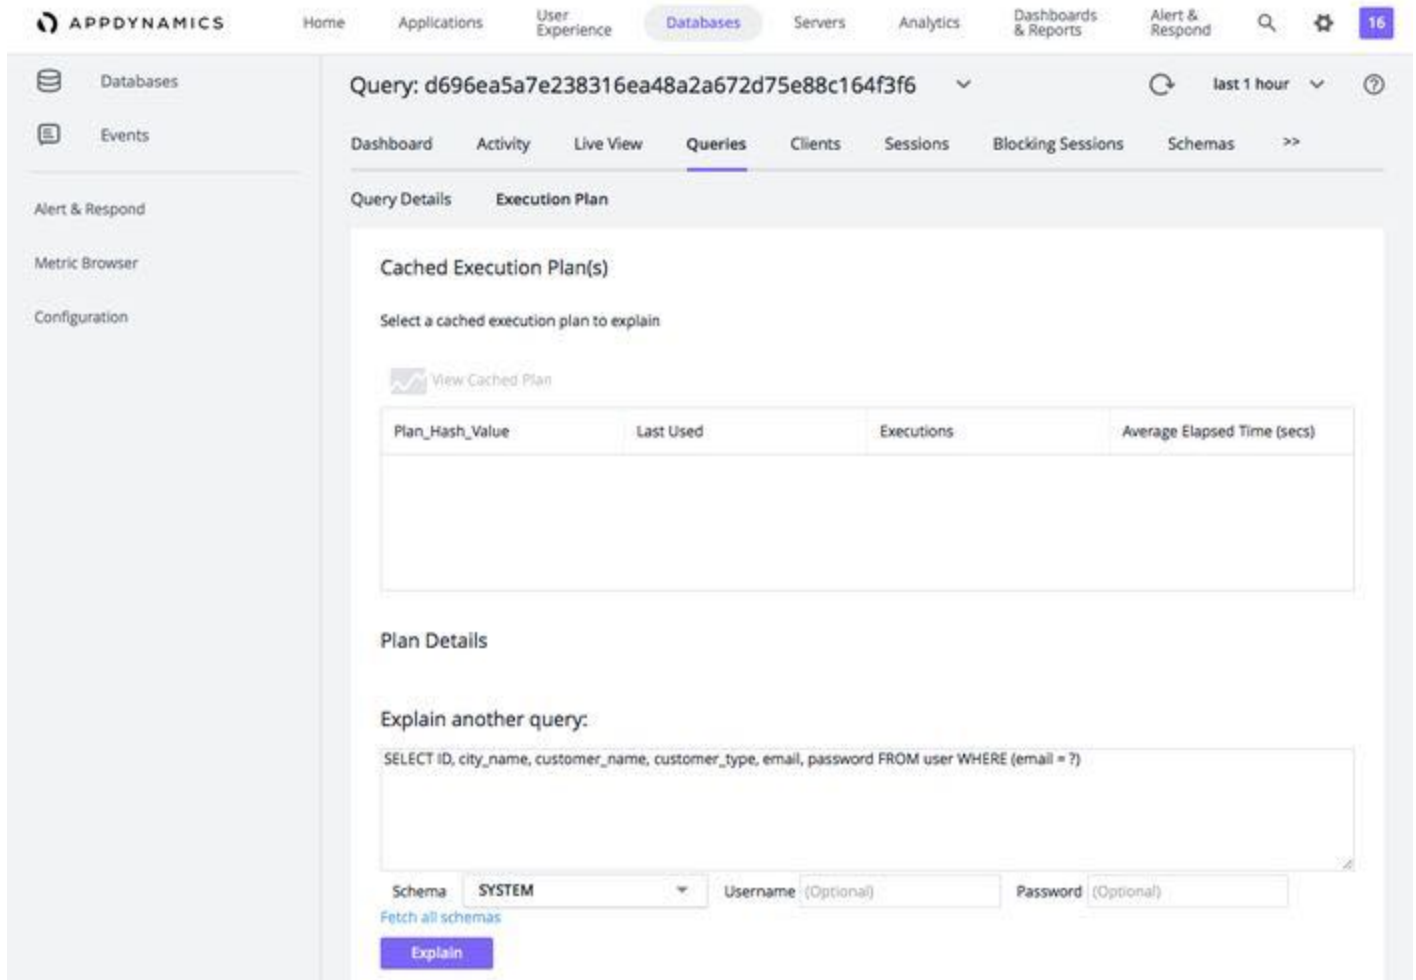 APPDYNAMICS
Home
Applications
User
Experience
Databases
Servers
Analytics
Dashboards
& Reports
Alert &
Respond
16
Databases
Events
Alert & Respond
Metric Browser
Configuration
Query: d696ea5a7e238316ea48a2a672d75e88c164f3f6
last 1 hour
Dashboard
Activity
Live View
Queries
Clients
Sessions
Blocking Sessions
Schemas
>>
Query Details
Execution Plan
Cached Execution Plan(s)
Select a cached execution plan to explain
View Cached Plan
Plan_Hash_Value
Last Used
Executions
Average Elapsed Time (secs)
Plan Details
Explain another query:
SELECT ID, city_name, customer_name, customer_type, email, password FROM user WHERE (email = ?)
Schema
SYSTEM
Username (Optional)
Password (Optional)
Fetch all schemas
Explain